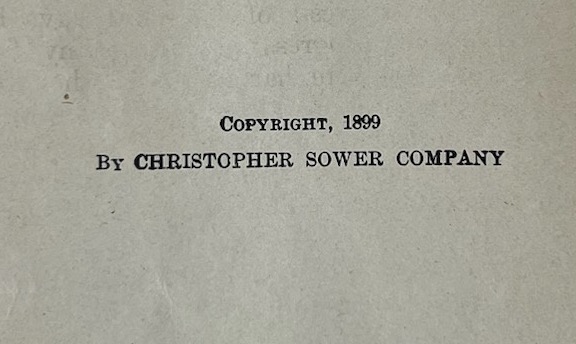 Copyright, 1899
By CHRISTOPHER SOWER COMPANY